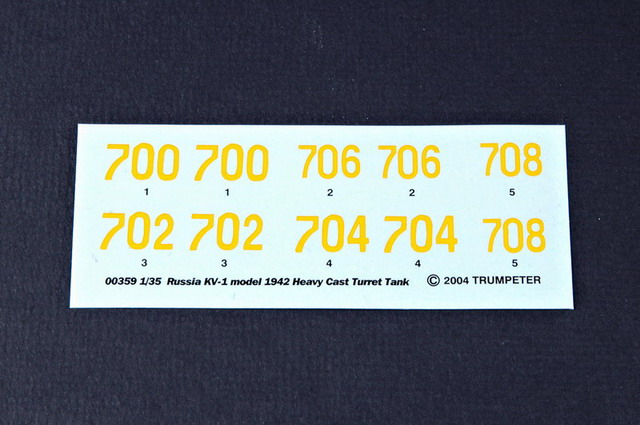 700 700 706 706 708
1 1 2 2 5
702 702 704 704 708
3 3 4 4 5
00359 1/35 Russia KV-1 model 1942 Heavy Cast Turret Tank © 2004 TRUMPETER